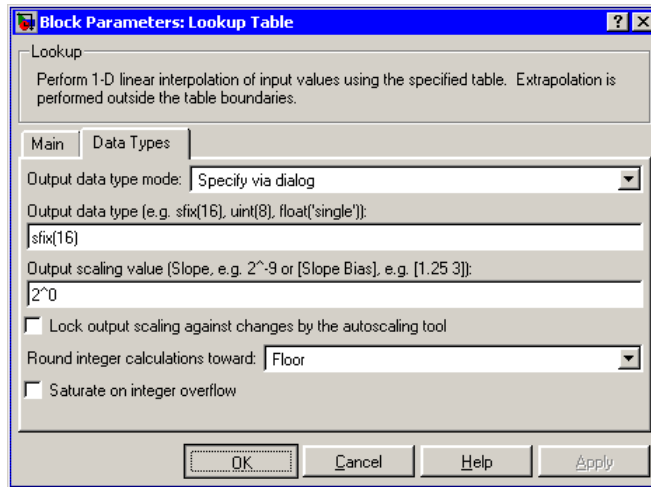 Block Parameters: Lookup Table
Lookup
Perform 1-D linear interpolation of input values using the specified table. Extrapolation is
performed outside the table boundaries.
Main Data Types
Output data type mode: Specify via dialog
Output data type (e.g. sfix(16), uint(8), float('single')):
sfix(16)
Output scaling value (Slope, e.g. 2^-9 or [Slope Bias], e.g. [1.25 3]):
2^0
Lock output scaling against changes by the autoscaling tool
Round integer calculations toward: Floor
Saturate on integer overflow
OK Cancel Help Apply